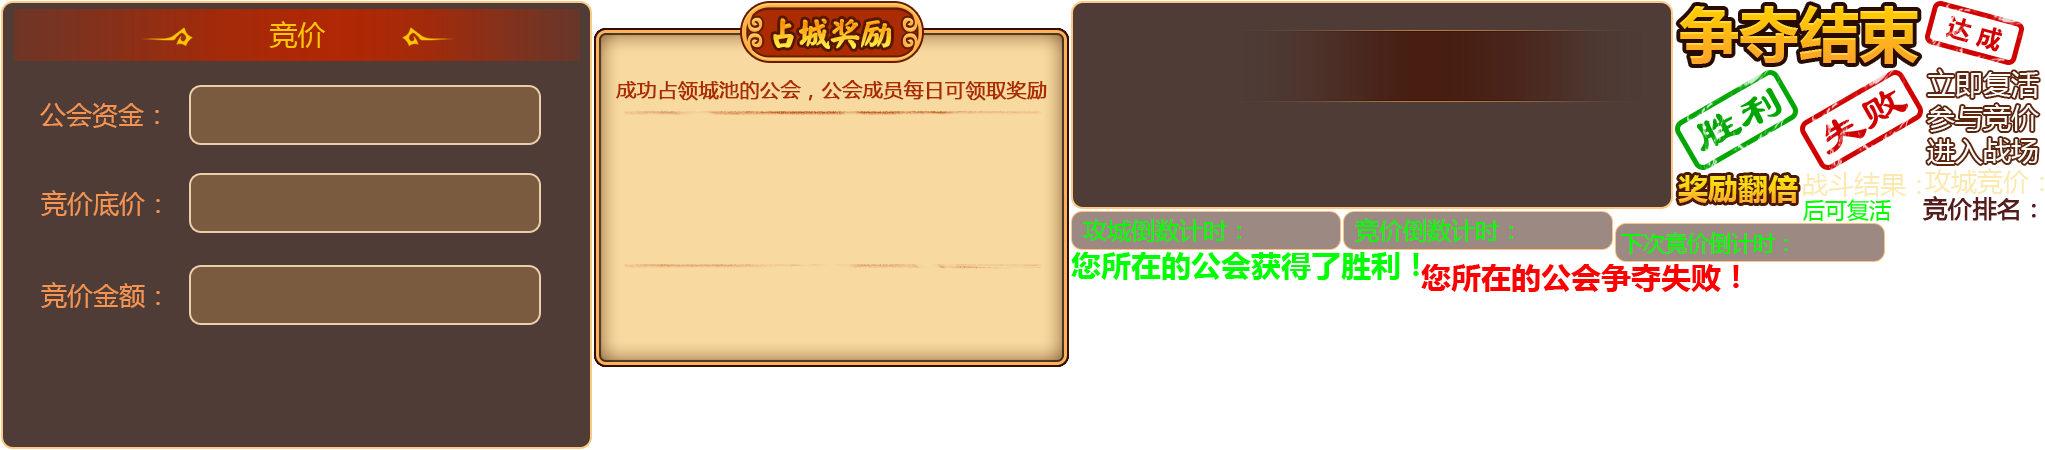 竞价
公会资金：
竞价底价：
竞价金额：
占城奖励
成功占领城池的公会，公会成员每日可领取奖励
争夺结束
达成
胜利
失败
立即复活
参与竞价
进入战场
奖励翻倍
战斗结果：
攻城竞价：
后可复活
竞价排名：
攻城倒数计时：
竞价倒数计时：
下次竞价倒计时：
您所在的公会获得了胜利！
您所在的公会争夺失败！